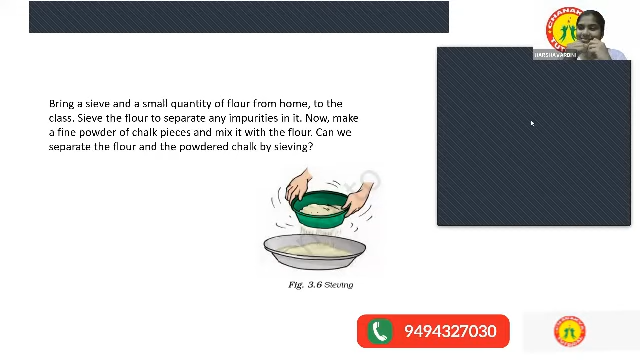 CHANAK
HARSHAVARDINI
Bring a sieve and a small quantity of flour from home, to the
class. Sieve the flour to separate any impurities in it. Now, make
a fine powder of chalk pieces and mix it with the flour. Can we
separate the flour and the powdered chalk by sieving?
Fig. 3.6 Sieving
9494327030